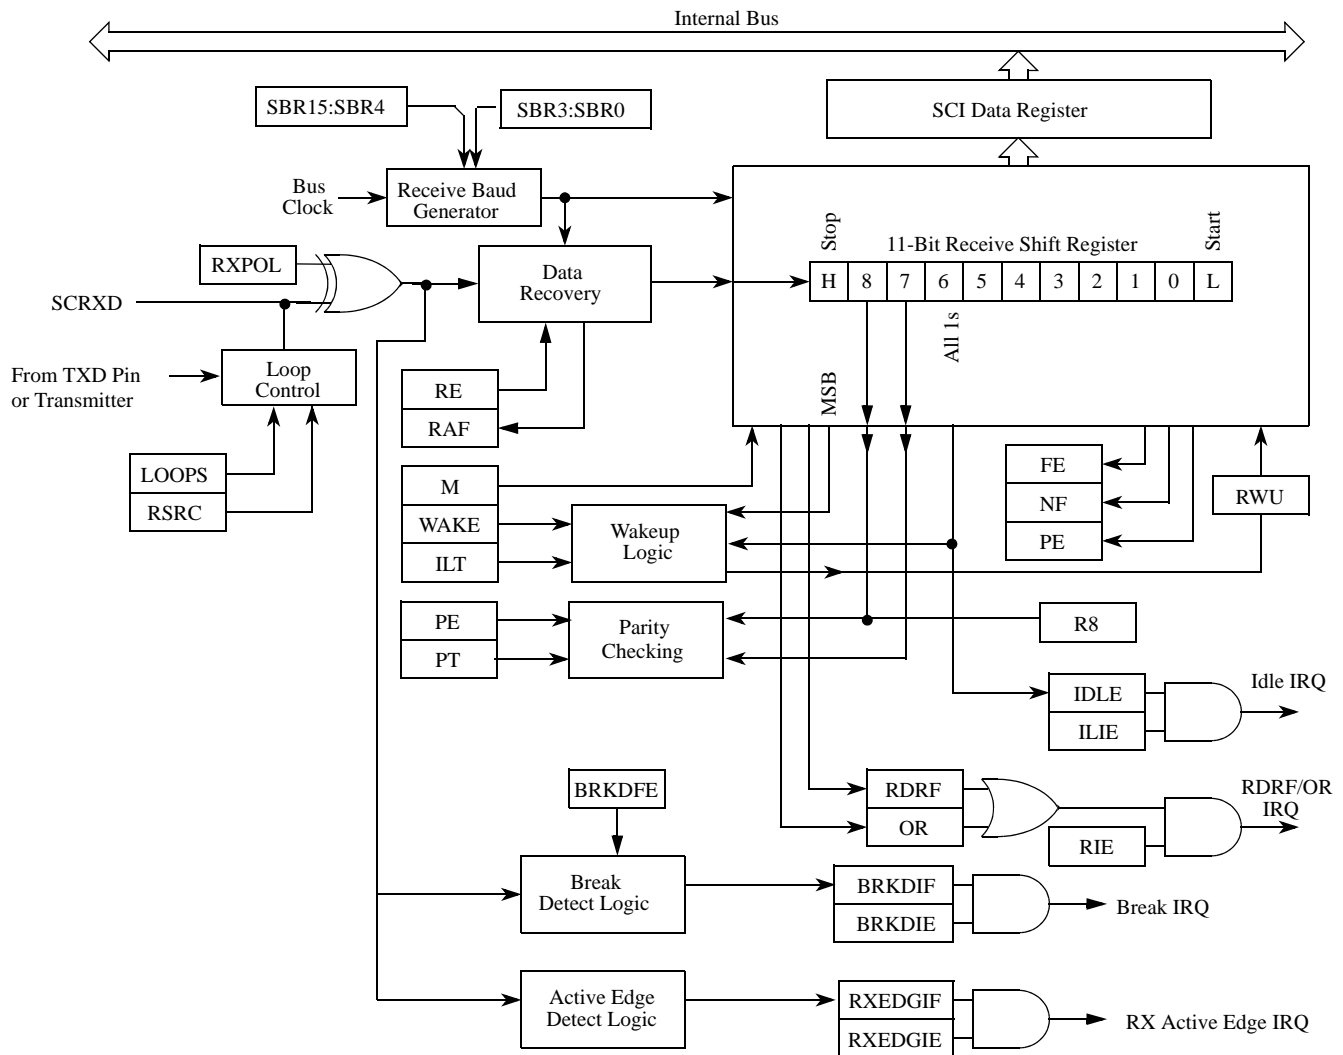 Internal Bus
SBR15:SBR4
SBR3:SBR0
SCI Data Register
Bus
Clock
Receive Baud
Generator
Stop
11-Bit Receive Shift Register
Start
RXPOL
Data
Recovery
H 8 7 6 5 4 3 2 1 0 L
SCRXD
All 1s
From TXD Pin
or Transmitter
Loop
Control
RE
RAF
MSB
LOOPS
RSRC
M
WAKE
ILT
Wakeup
Logic
FE
NF
PE
RWU
PE
PT
Parity
Checking
R8
IDLE
ILIE
Idle IRQ
BRKDFE
RDRF
OR
RIE
RDRF/OR
IRQ
Break
Detect Logic
BRKDIF
BRKDIE
Break IRQ
Active Edge
Detect Logic
RXEDGIF
RXEDGIE
RX Active Edge IRQ